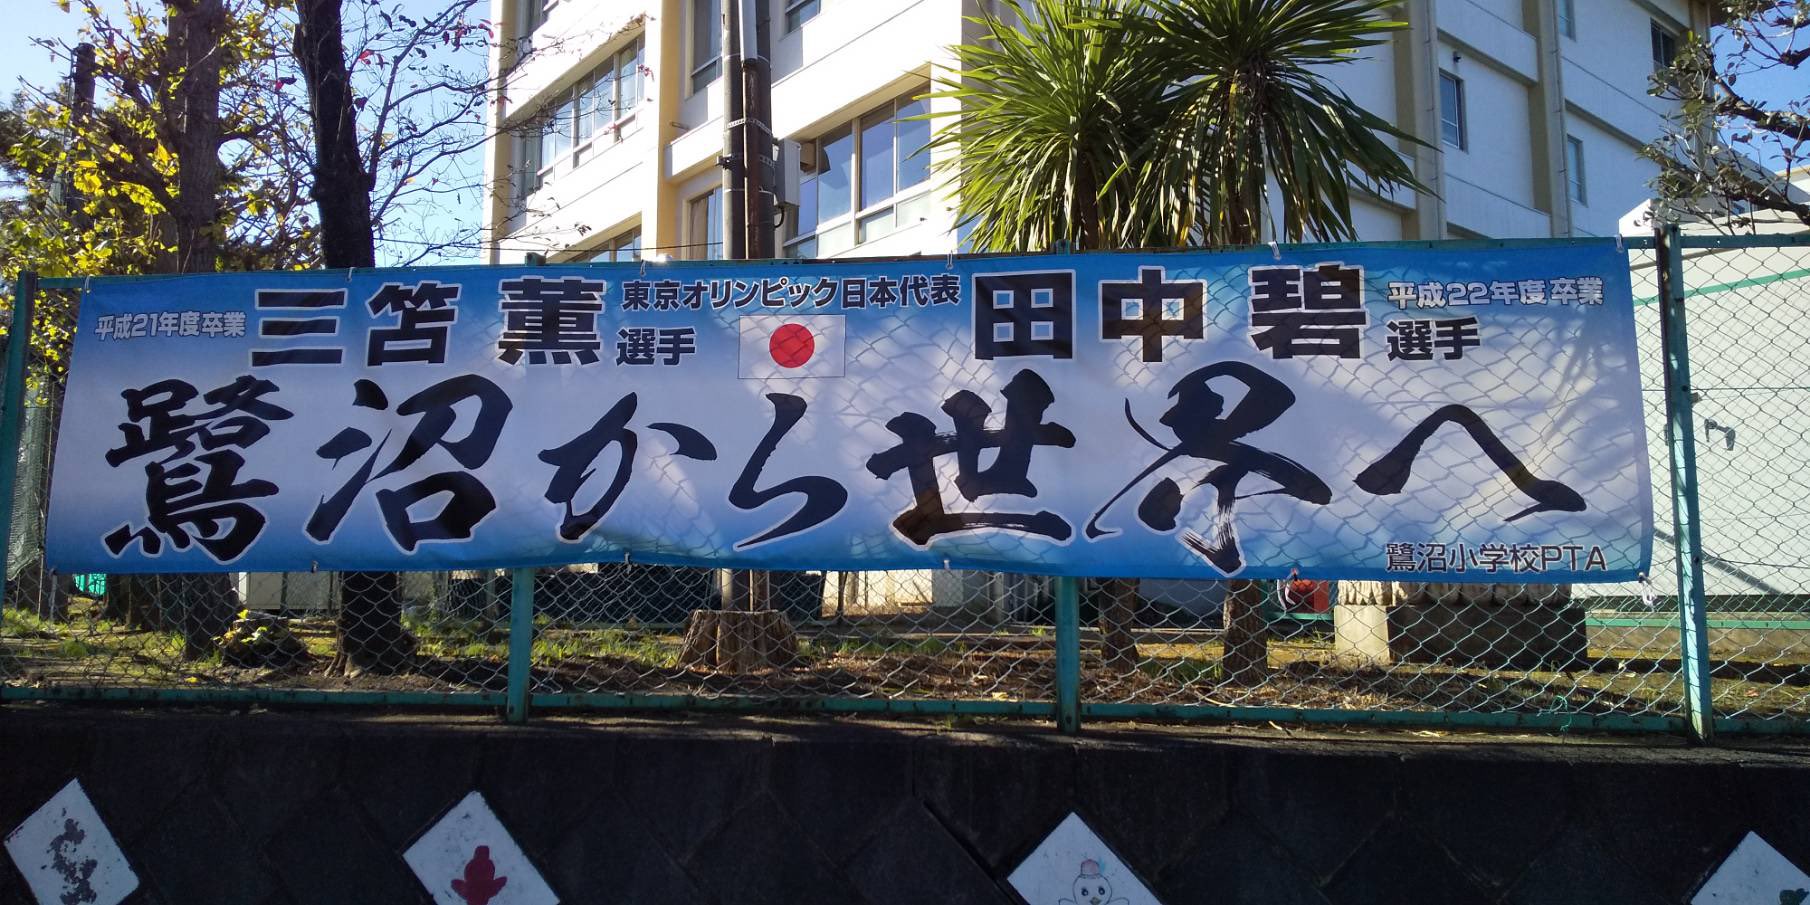 平成21年度卒業 三笘 薫 選手 東京オリンピック日本代表 田中 碧 選手 平成22年度卒業
鷺沼から世界へ
鷺沼小学校PTA